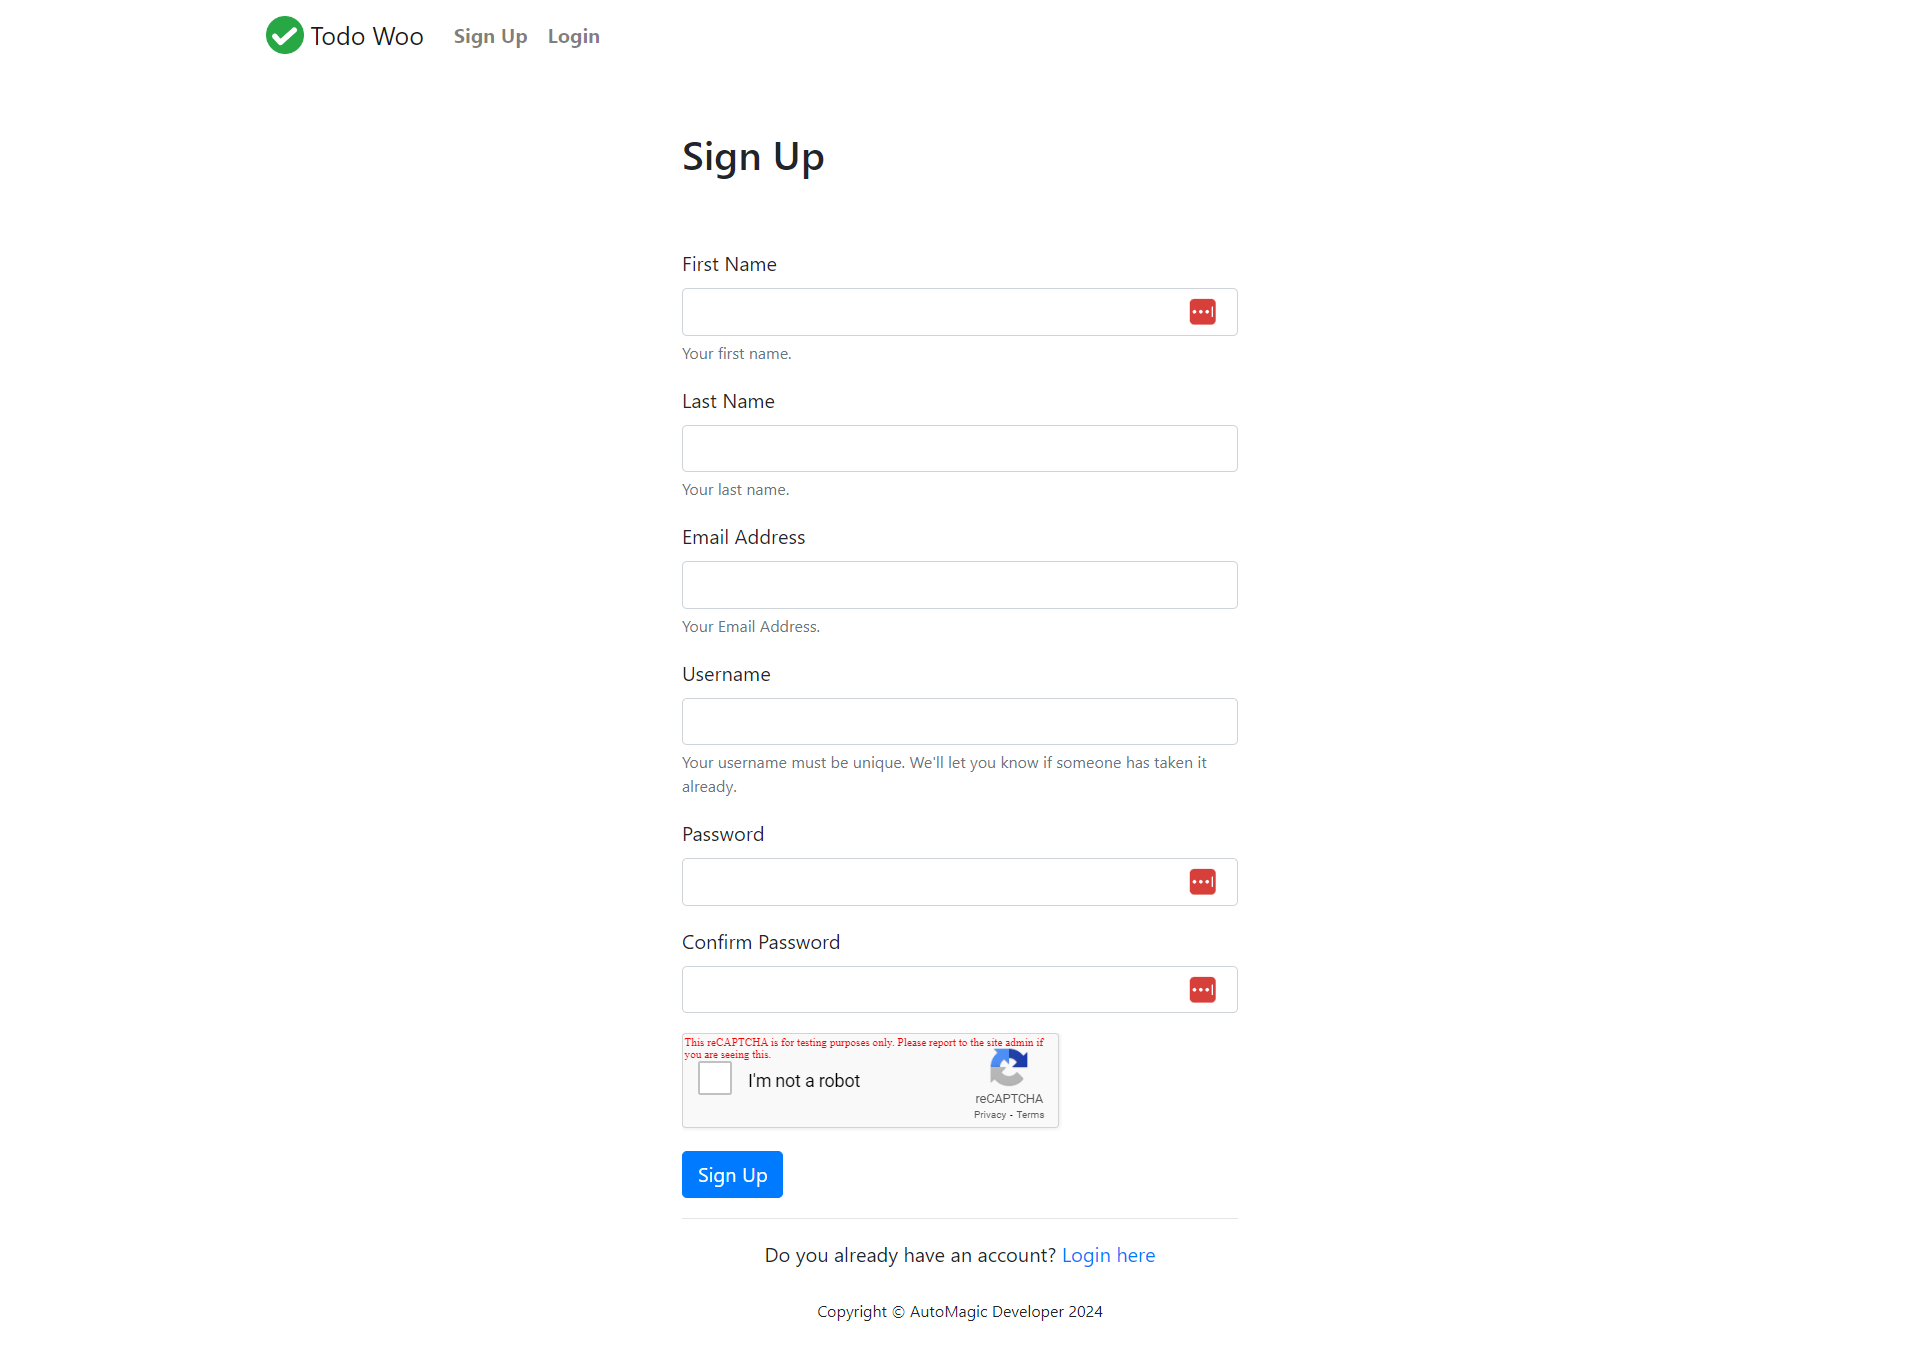 Todo Woo Sign Up Login
Sign Up
First Name
Your first name.
Last Name
Your last name.
Email Address
Your Email Address.
Username
Your username must be unique. We'll let you know if someone has taken it
already.
Password
Confirm Password
This reCAPTCHA is for testing purposes only. Please report to the site admin if
you are seeing this.
I'm not a robot
reCAPTCHA
Privacy - Terms
Sign Up
Do you already have an account? Login here
Copyright © AutoMagic Developer 2024